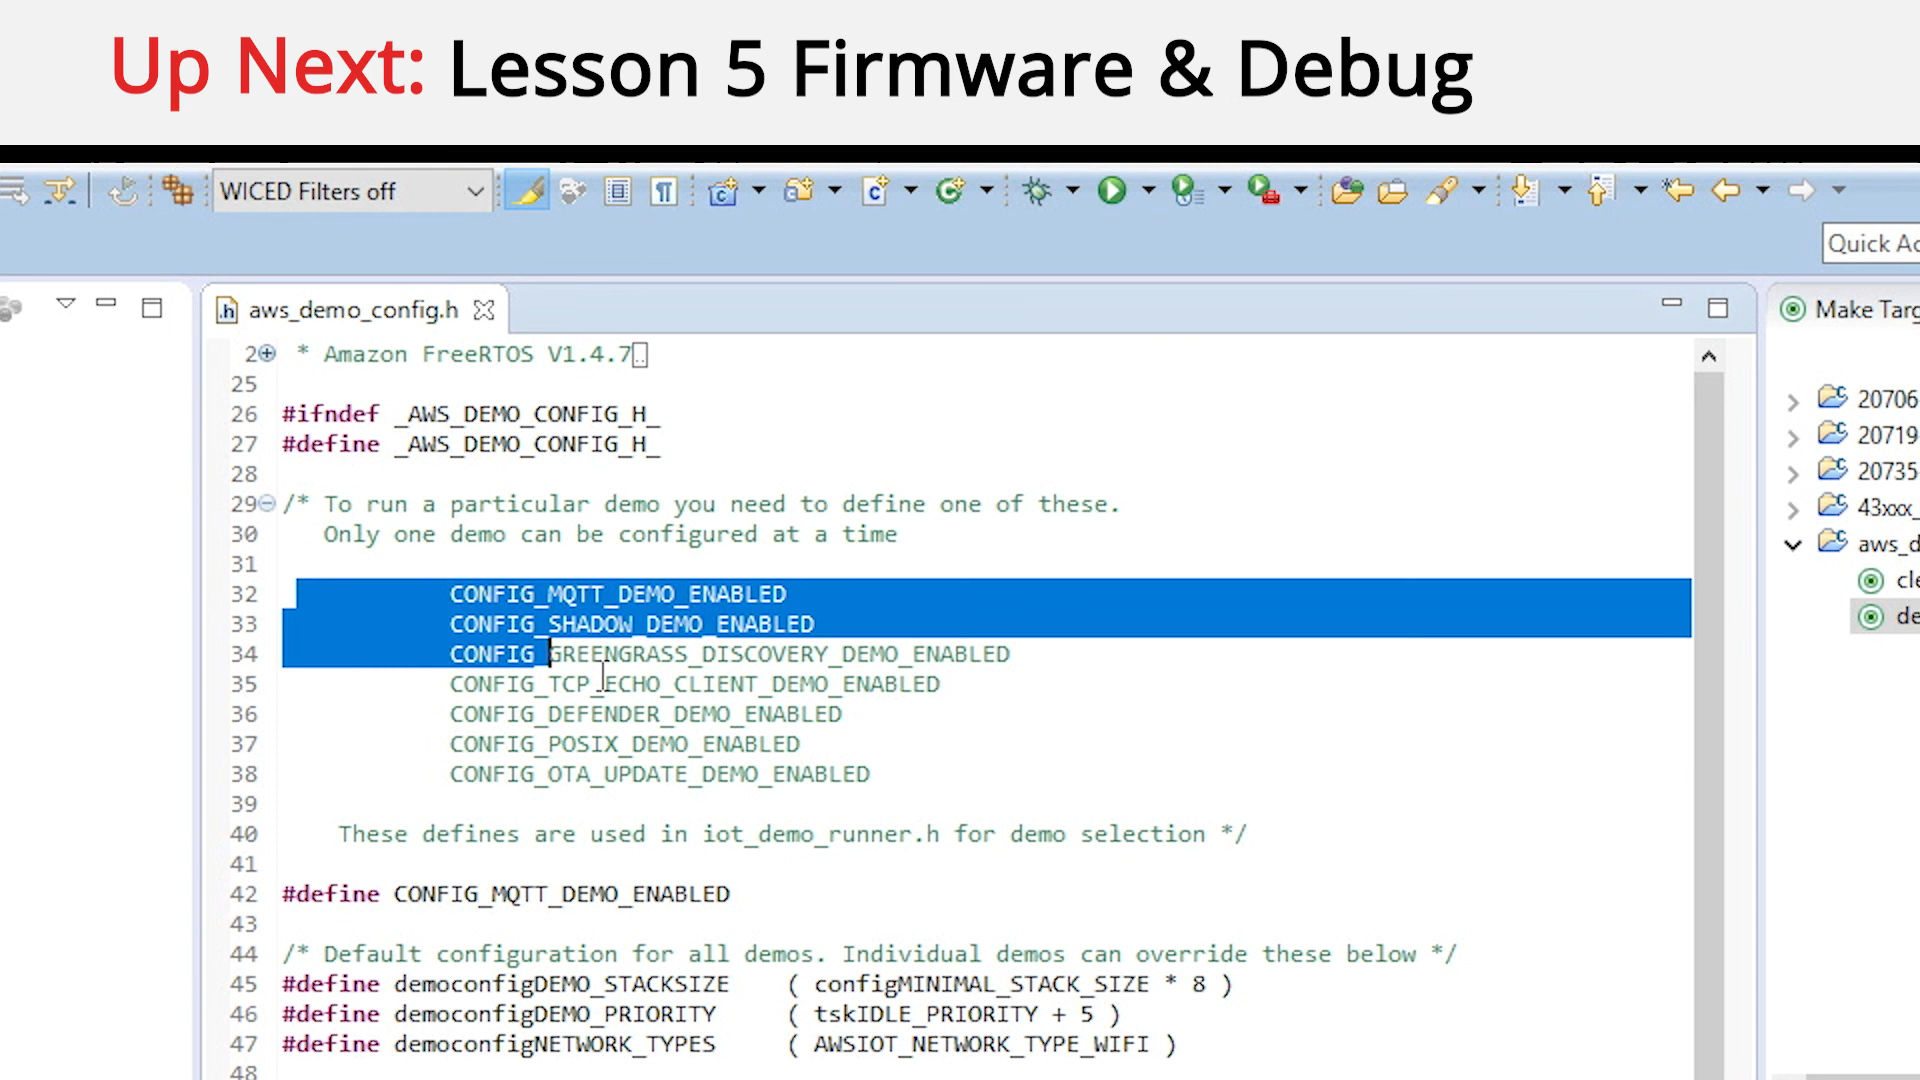 Up Next: Lesson 5 Firmware & Debug
WICED Filters off
Quick Ac
aws_demo_config.h
Make Targ
2 * Amazon FreeRTOS V1.4.7
25
26 #ifndef _AWS_DEMO_CONFIG_H_
27 #define _AWS_DEMO_CONFIG_H_
28
29 /* To run a particular demo you need to define one of these.
30 Only one demo can be configured at a time
31
32 CONFIG_MQTT_DEMO_ENABLED
33 CONFIG_SHADOW_DEMO_ENABLED
34 CONFIG_GREENGRASS_DISCOVERY_DEMO_ENABLED
35 CONFIG_TCP_ECHO_CLIENT_DEMO_ENABLED
36 CONFIG_DEFENDER_DEMO_ENABLED
37 CONFIG_POSIX_DEMO_ENABLED
38 CONFIG_OTA_UPDATE_DEMO_ENABLED
39
40 These defines are used in iot_demo_runner.h for demo selection */
41
42 #define CONFIG_MQTT_DEMO_ENABLED
43
44 /* Default configuration for all demos. Individual demos can override these below */
45 #define democonfigDEMO_STACKSIZE ( configMINIMAL_STACK_SIZE * 8 )
46 #define democonfigDEMO_PRIORITY ( tskIDLE_PRIORITY + 5 )
47 #define democonfigNETWORK_TYPES ( AWSIOT_NETWORK_TYPE_WIFI )
48
20706
20719
20735
43xxx_
aws_d
cle
de